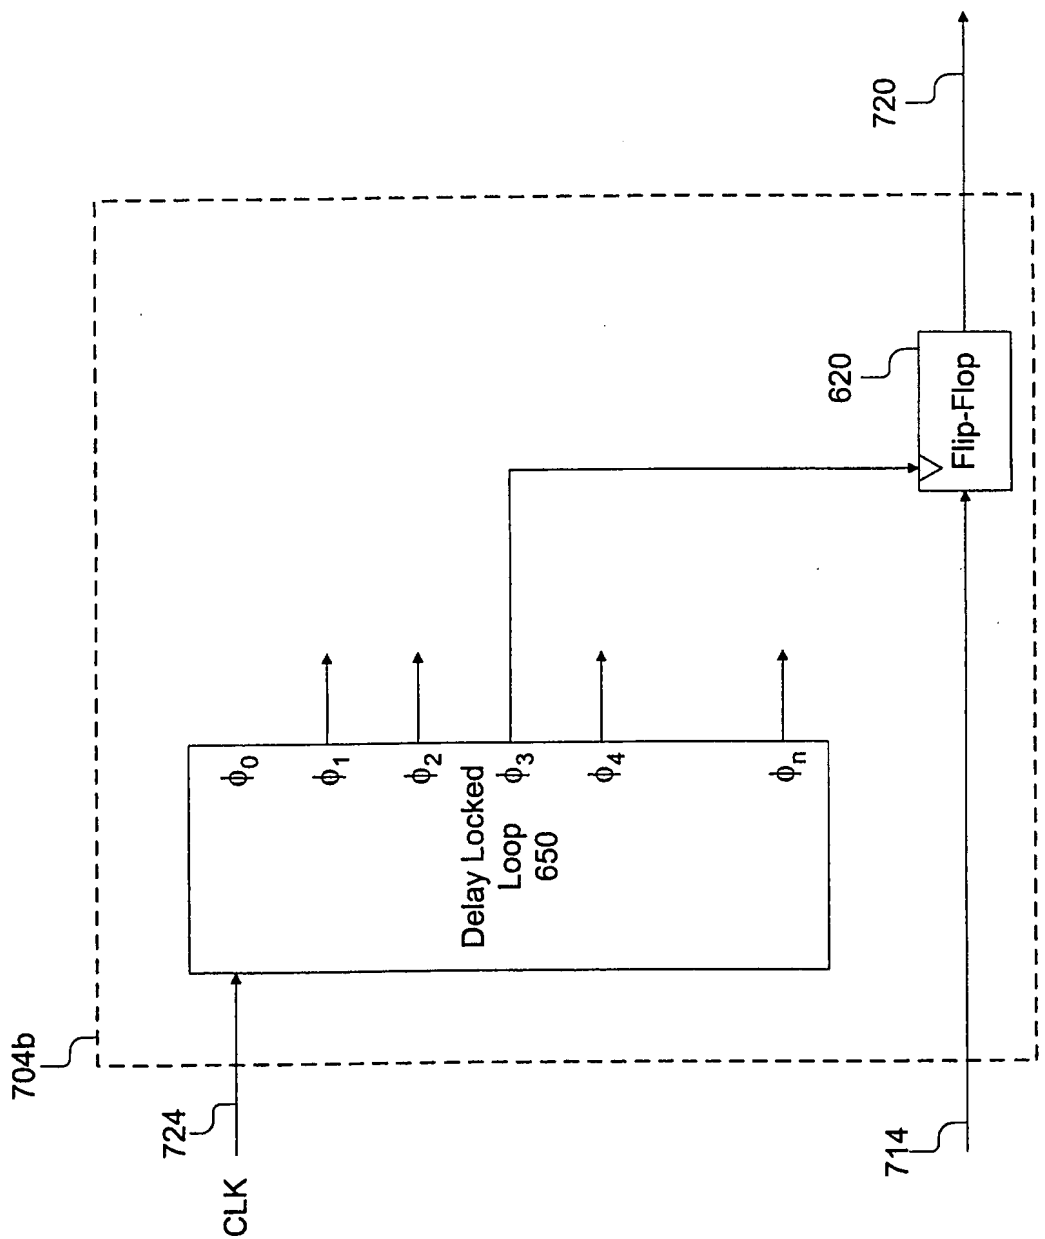 704b
724
CLK
Delay Locked
Loop
650
ϕ0
ϕ1
ϕ2
ϕ3
ϕ4
ϕn
714
620
Flip-Flop
720